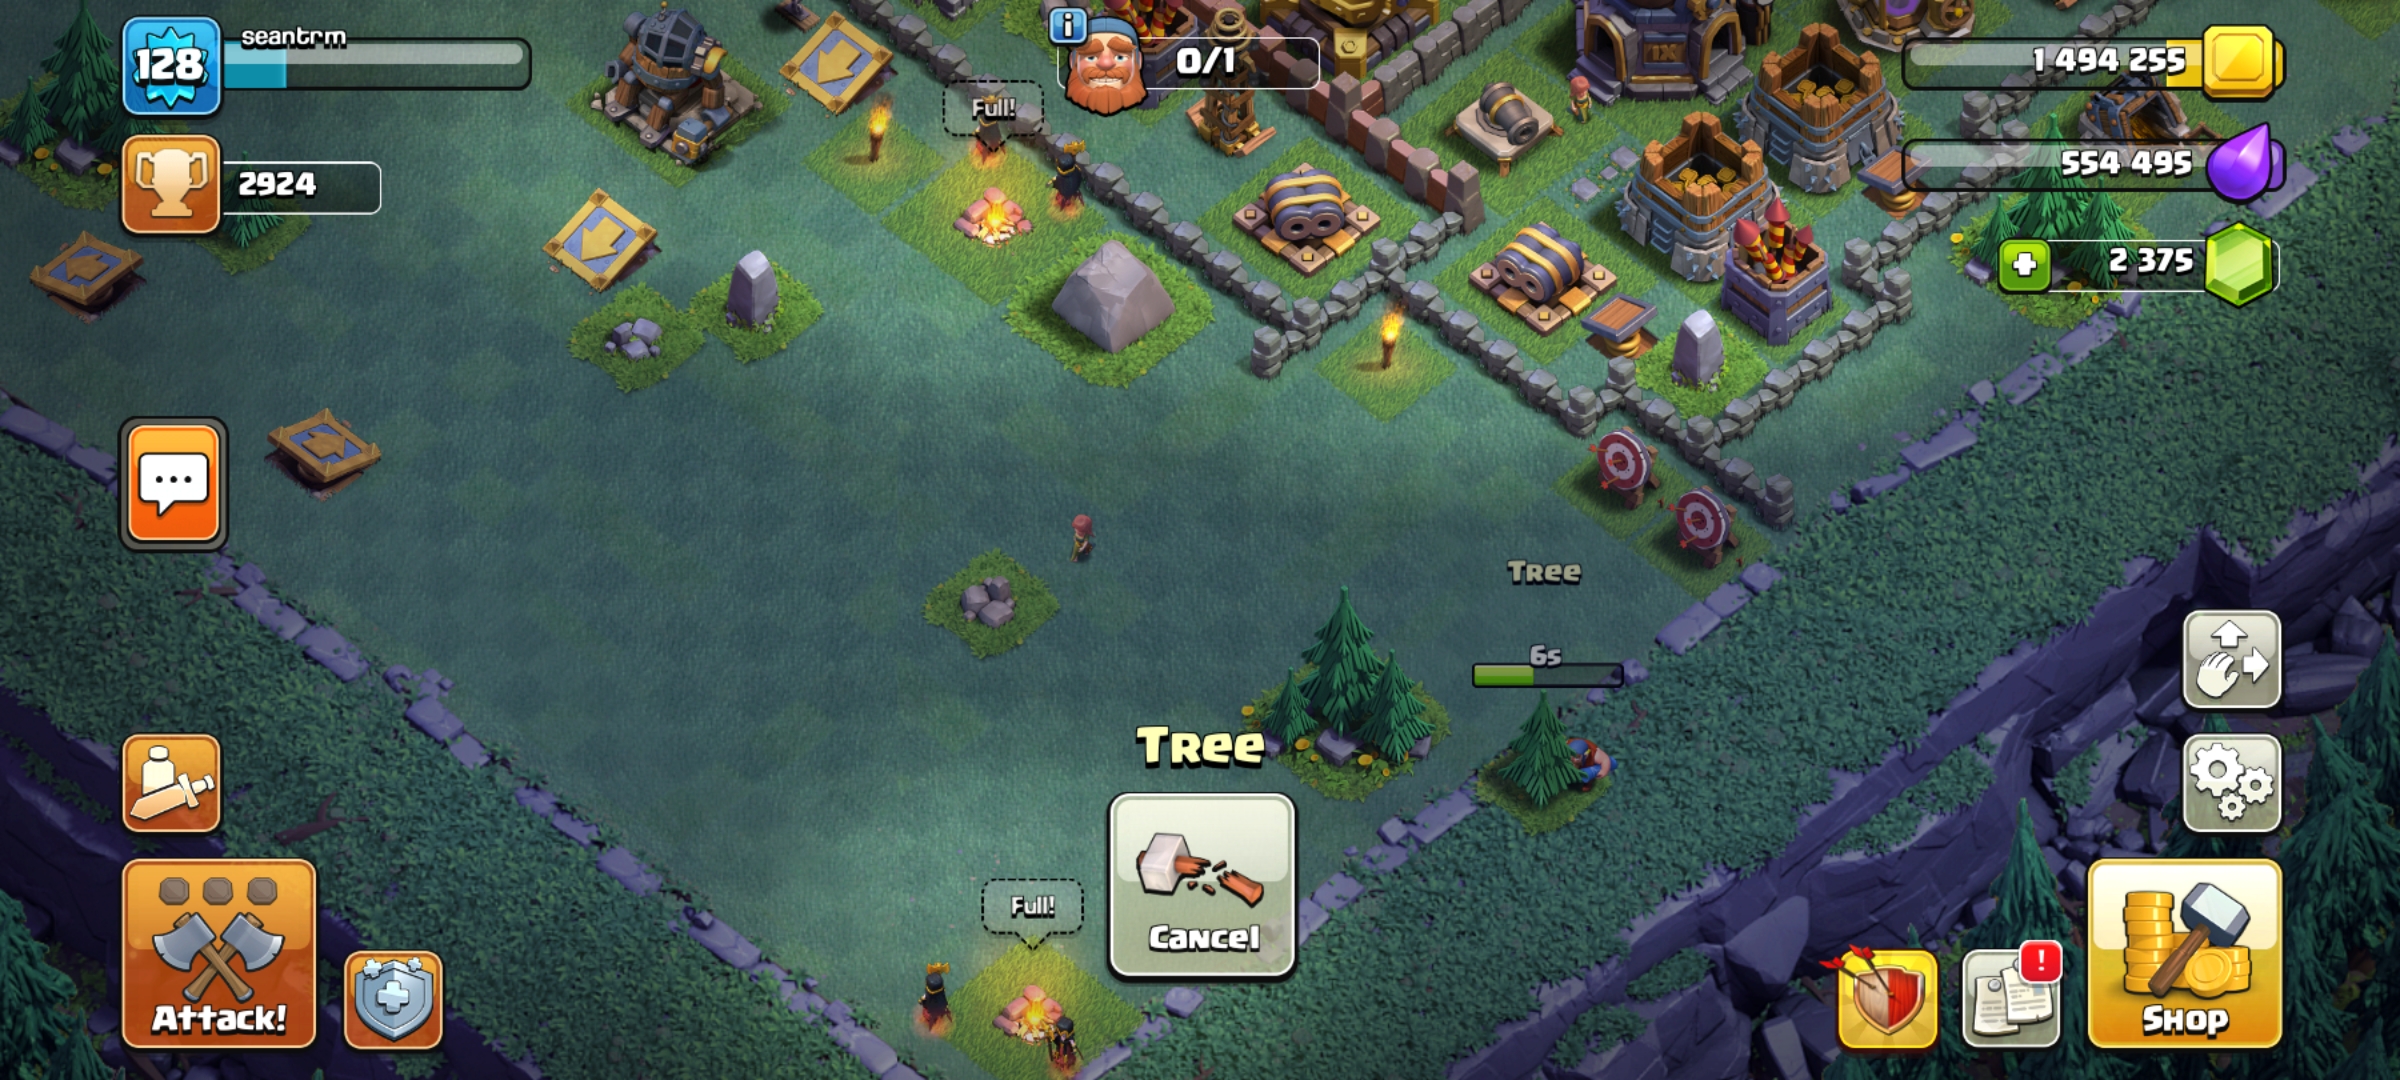 128
seantrm
0/1
1 494 255
Full!
2924
554 495
2 375
IX
Tree
6s
Tree
Cancel
Full!
Attack!
!
Shop